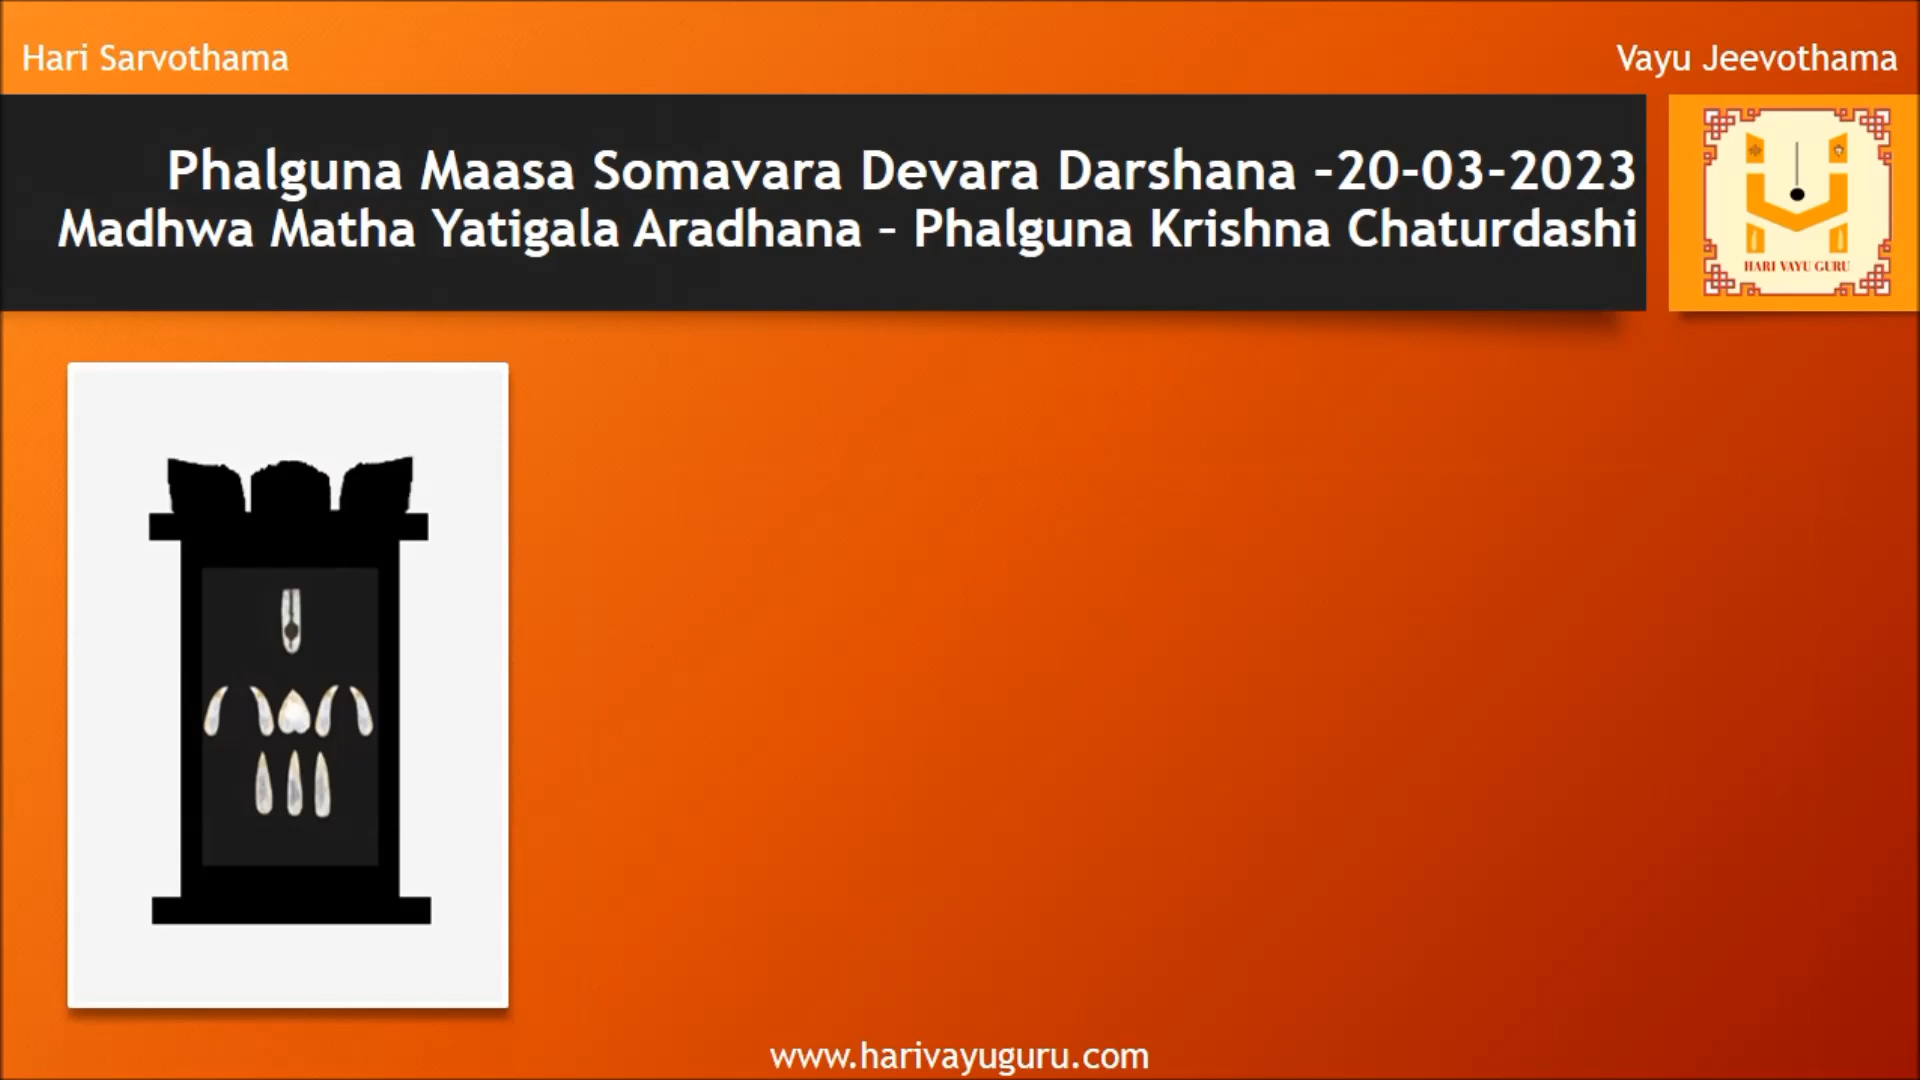 Hari Sarvothama
Vayu Jeevothama
Phalguna Maasa Somavara Devara Darshana -20-03-2023
Madhwa Matha Yatigala Aradhana - Phalguna Krishna Chaturdashi
HARI VAYU GURU
www.harivayuguru.com